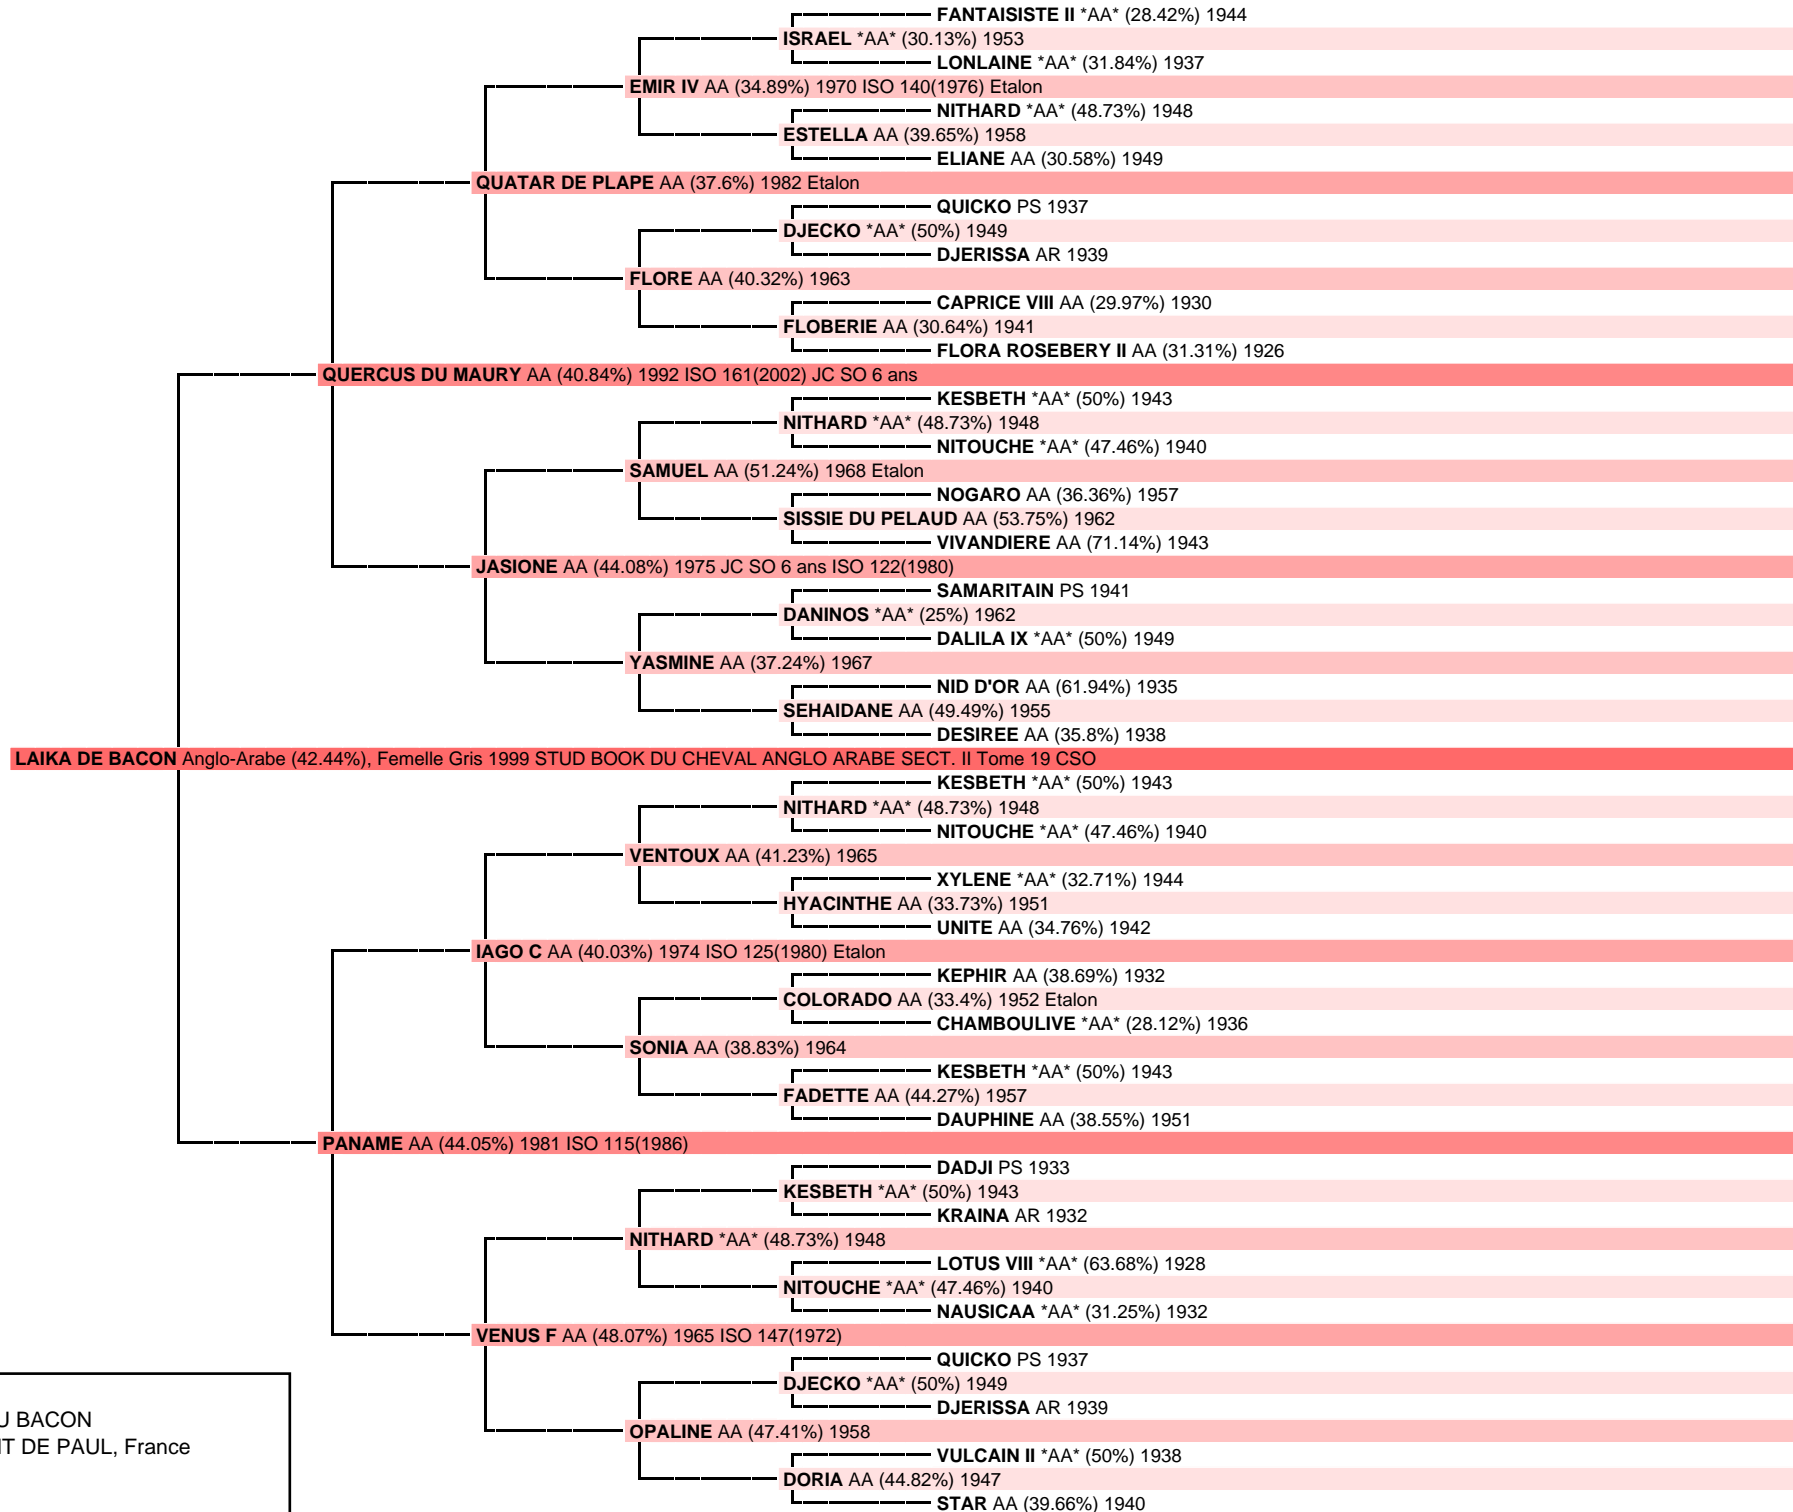 FANTAISISTE II *AA* (28.42%) 1944
ISRAEL *AA* (30.13%) 1953
LONLAINE *AA* (31.84%) 1937
EMIR IV AA (34.89%) 1970 ISO 140(1976) Etalon
NITHARD *AA* (48.73%) 1948
ESTELLA AA (39.65%) 1958
ELIANE AA (30.58%) 1949
QUATAR DE PLAPE AA (37.6%) 1982 Etalon
QUICKO PS 1937
DJECKO *AA* (50%) 1949
DJERISSA AR 1939
FLORE AA (40.32%) 1963
CAPRICE VIII AA (29.97%) 1930
FLOBERIE AA (30.64%) 1941
FLORA ROSEBERY II AA (31.31%) 1926
QUERCUS DU MAURY AA (40.84%) 1992 ISO 161(2002) JC SO 6 ans
KESBETH *AA* (50%) 1943
NITHARD *AA* (48.73%) 1948
NITOUCHE *AA* (47.46%) 1940
SAMUEL AA (51.24%) 1968 Etalon
NOGARO AA (36.36%) 1957
SISSIE DU PELAUD AA (53.75%) 1962
VIVANDIERE AA (71.14%) 1943
JASIONE AA (44.08%) 1975 JC SO 6 ans ISO 122(1980)
SAMARITAIN PS 1941
DANINOS *AA* (25%) 1962
DALILA IX *AA* (50%) 1949
YASMINE AA (37.24%) 1967
NID D'OR AA (61.94%) 1935
SEHAIDANE AA (49.49%) 1955
DESIREE AA (35.8%) 1938
LAIKA DE BACON Anglo-Arabe (42.44%), Femelle Gris 1999 STUD BOOK DU CHEVAL ANGLO ARABE SECT. II Tome 19 CSO
KESBETH *AA* (50%) 1943
NITHARD *AA* (48.73%) 1948
NITOUCHE *AA* (47.46%) 1940
VENTOUX AA (41.23%) 1965
XYLENE *AA* (32.71%) 1944
HYACINTHE AA (33.73%) 1951
UNITE AA (34.76%) 1942
IAGO C AA (40.03%) 1974 ISO 125(1980) Etalon
KEPHIR AA (38.69%) 1932
COLORADO AA (33.4%) 1952 Etalon
CHAMBOULIVE *AA* (28.12%) 1936
SONIA AA (38.83%) 1964
KESBETH *AA* (50%) 1943
FADETTE AA (44.27%) 1957
DAUPHINE AA (38.55%) 1951
PANAME AA (44.05%) 1981 ISO 115(1986)
DADJI PS 1933
KESBETH *AA* (50%) 1943
KRAINA AR 1932
NITHARD *AA* (48.73%) 1948
LOTUS VIII *AA* (63.68%) 1928
NITOUCHE *AA* (47.46%) 1940
NAUSICAA *AA* (31.25%) 1932
VENUS F AA (48.07%) 1965 ISO 147(1972)
QUICKO PS 1937
DJECKO *AA* (50%) 1949
DJERISSA AR 1939
OPALINE AA (47.41%) 1958
VULCAIN II *AA* (50%) 1938
DORIA AA (44.82%) 1947
STAR AA (39.66%) 1940
BACON
DE PAUL, France